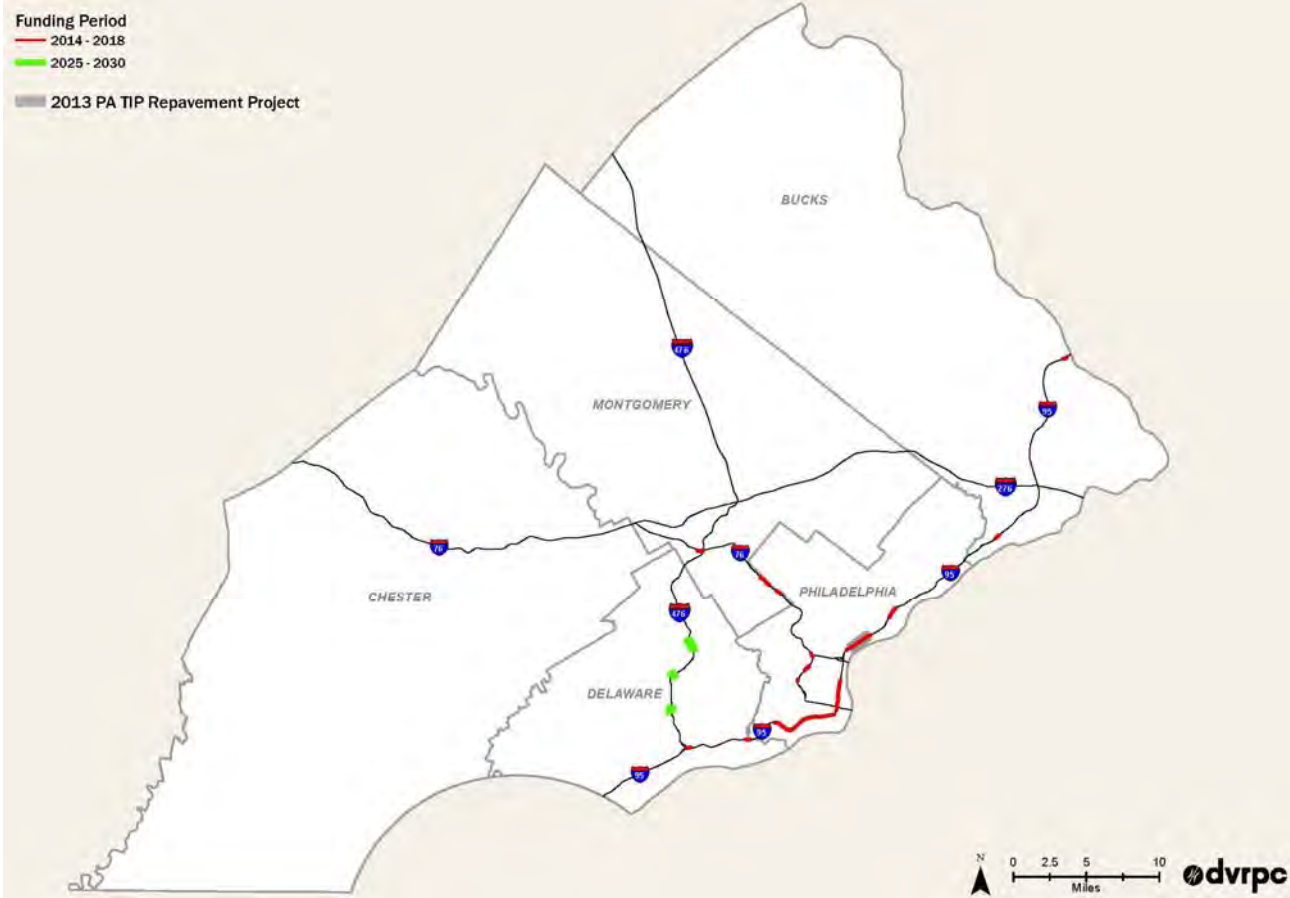 Funding Period
2014 - 2018
2025 - 2030
2013 PA TIP Repavement Project
BUCKS
476
MONTGOMERY
95
276
76
76
95
CHESTER
PHILADELPHIA
476
DELAWARE
95
95
N
0 2.5 5 10
Miles
dvrpc